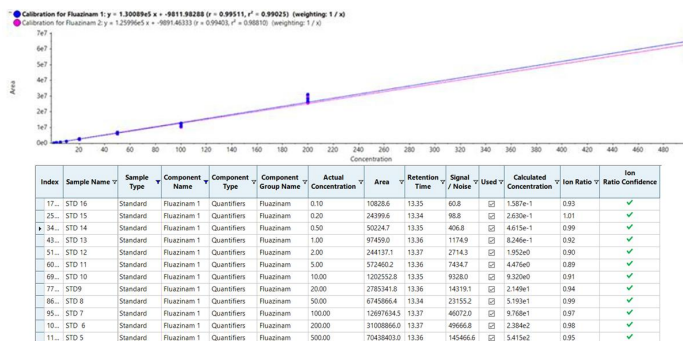 Calibration for Fluazinam 1: y = 1.30089e5 x + -9811.98288 (r = 0.99511, r² = 0.99025) (weighting: 1 / x)
Calibration for Fluazinam 2: y = 1.25996e5 x + -9891.46333 (r = 0.99403, r² = 0.98810) (weighting: 1 / x)
7e7
6e7
5e7
4e7
3e7
2e7
1e7
0e0
Area
20 40 60 80 100 120 140 160 180 200 220 240 260 280 300 320 340 360 380 400 420 440 460 480
Concentration
Index Sample Name Sample Type Component Name Component Type Component Group Name Actual Concentration Area Retention Time Signal / Noise Used Calculated Concentration Ion Ratio Ion Ratio Confidence
17... STD 16 Standard Fluazinam 1 Quantifiers Fluazinam 0.10 10828.6 13.35 60.8 1.587e-1 0.93
25... STD 15 Standard Fluazinam 1 Quantifiers Fluazinam 0.20 24399.6 13.34 98.8 2.630e-1 1.01
34... STD 14 Standard Fluazinam 1 Quantifiers Fluazinam 0.50 50224.7 13.35 406.8 4.615e-1 0.99
43... STD 13 Standard Fluazinam 1 Quantifiers Fluazinam 1.00 97459.0 13.36 1174.9 8.246e-1 0.92
51... STD 12 Standard Fluazinam 1 Quantifiers Fluazinam 2.00 244137.1 13.37 2714.3 1.952e0 0.90
60... STD 11 Standard Fluazinam 1 Quantifiers Fluazinam 5.00 572460.2 13.36 7434.7 4.476e0 0.89
69... STD 10 Standard Fluazinam 1 Quantifiers Fluazinam 10.00 1202552.8 13.35 9328.0 9.320e0 0.91
77... STD9 Standard Fluazinam 1 Quantifiers Fluazinam 20.00 2785341.8 13.36 14319.1 2.149e1 0.94
86... STD 8 Standard Fluazinam 1 Quantifiers Fluazinam 50.00 6745866.4 13.34 23155.2 5.193e1 0.99
95... STD 7 Standard Fluazinam 1 Quantifiers Fluazinam 100.00 12697634.5 13.37 46072.0 9.768e1 0.97
10... STD 6 Standard Fluazinam 1 Quantifiers Fluazinam 200.00 31008866.0 13.37 49666.8 2.384e2 0.98
11... STD 5 Standard Fluazinam 1 Quantifiers Fluazinam 500.00 70438403.0 13.36 145466.6 5.415e2 0.95